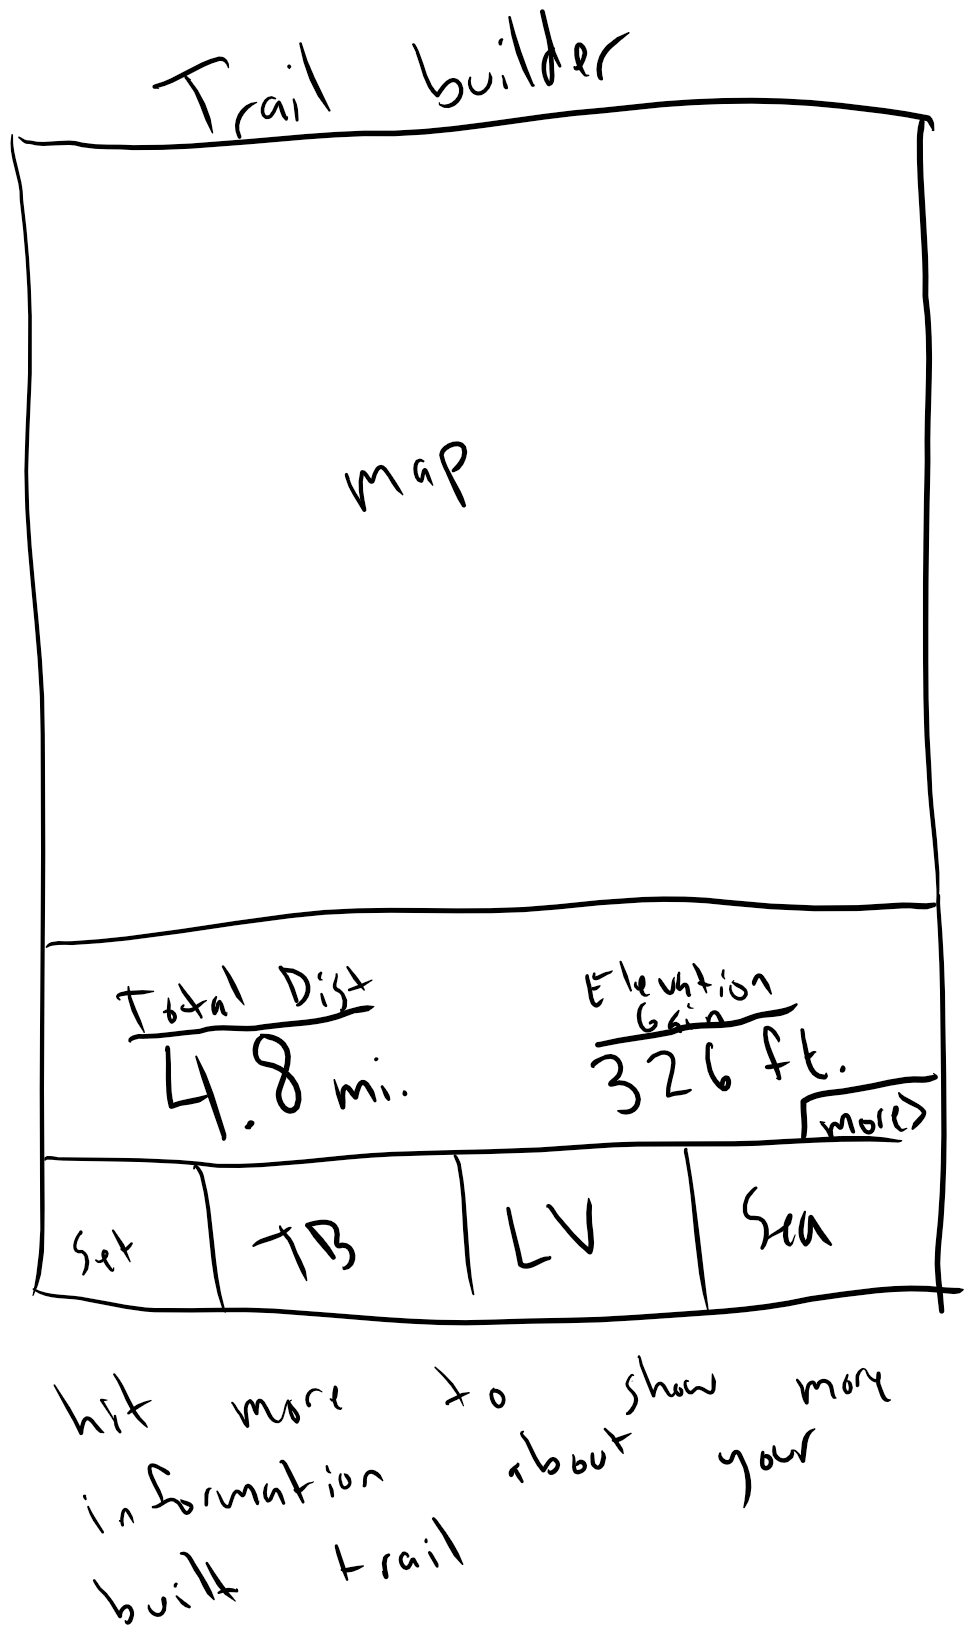 Trail builder
map
Total Dist
Elevation
Gain
4.8 mi.
326 ft.
more>
Set
TB
LV
Sea
hit more to show more
information about your
built trail